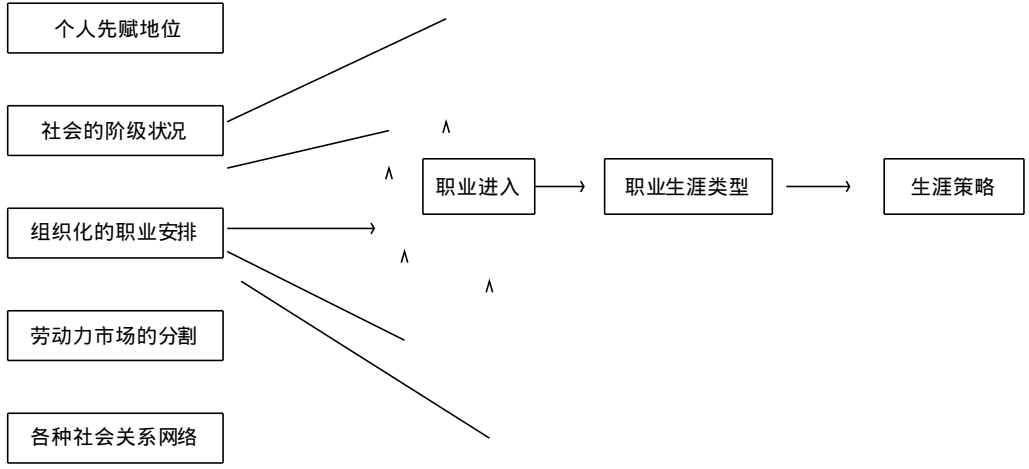 个人先赋地位
社会的阶级状况
组织化的职业安排
劳动力市场的分割
各种社会关系网络
职业进入
职业生涯类型
生涯策略